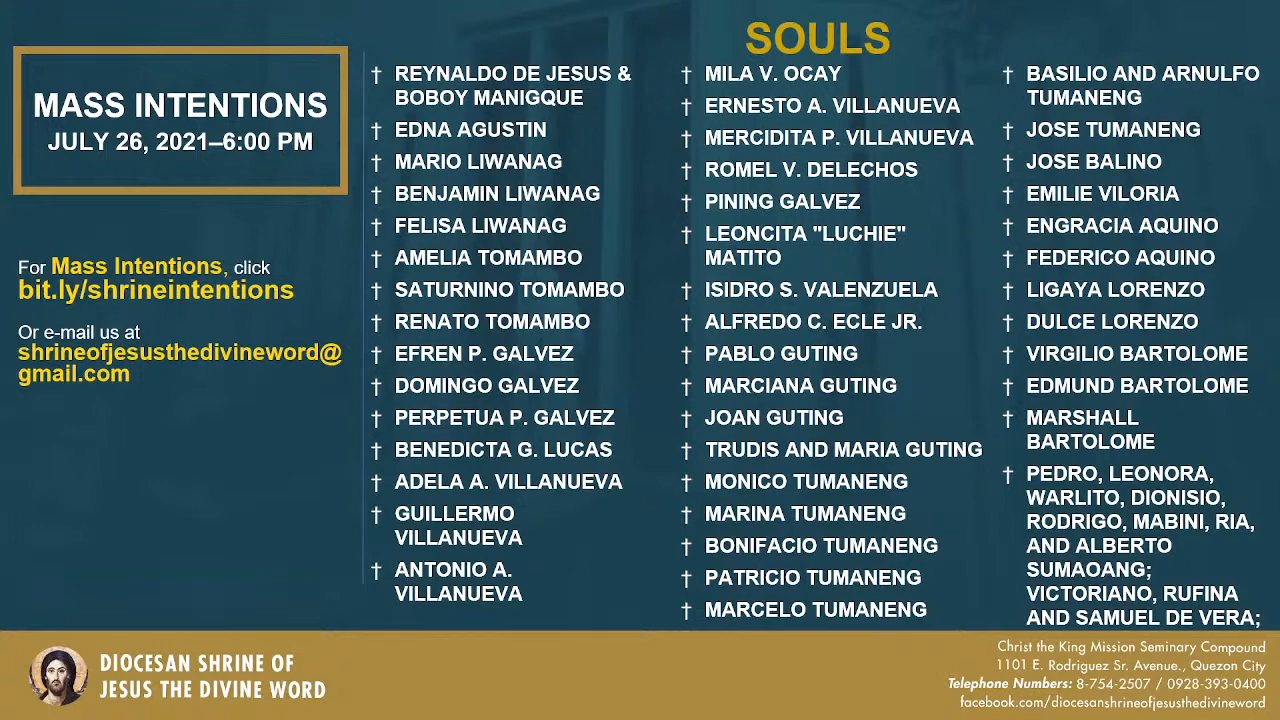 MASS INTENTIONS
JULY 26, 2021–6:00 PM
For Mass Intentions, click
bit.ly/shrineintentions
Or e-mail us at
shrineofjesusthedivineword@
gmail.com
SOULS
† REYNALDO DE JESUS &
BOBOY MANIGQUE
† EDNA AGUSTIN
† MARIO LIWANAG
† BENJAMIN LIWANAG
† FELISA LIWANAG
† AMELIA TOMAMBO
† SATURNINO TOMAMBO
† RENATO TOMAMBO
† EFREN P. GALVEZ
† DOMINGO GALVEZ
† PERPETUA P. GALVEZ
† BENEDICTA G. LUCAS
† ADELA A. VILLANUEVA
† GUILLERMO
VILLANUEVA
† ANTONIO A.
VILLANUEVA
† MILA V. OCAY
† ERNESTO A. VILLANUEVA
† MERCIDITA P. VILLANUEVA
† ROMEL V. DELECHOS
† PINING GALVEZ
† LEONCITA "LUCHIE"
MATITO
† ISIDRO S. VALENZUELA
† ALFREDO C. ECLE JR.
† PABLO GUTING
† MARCIANA GUTING
† JOAN GUTING
† TRUDIS AND MARIA GUTING
† MONICO TUMANENG
† MARINA TUMANENG
† BONIFACIO TUMANENG
† PATRICIO TUMANENG
† MARCELO TUMANENG
† BASILIO AND ARNULFO
TUMANENG
† JOSE TUMANENG
† JOSE BALINO
† EMILIE VILORIA
† ENGRACIA AQUINO
† FEDERICO AQUINO
† LIGAYA LORENZO
† DULCE LORENZO
† VIRGILIO BARTOLOME
† EDMUND BARTOLOME
† MARSHALL
BARTOLOME
† PEDRO, LEONORA,
WARLITO, DIONISIO,
RODRIGO, MABINI, RIA,
AND ALBERTO
SUMAOANG;
VICTORIANO, RUFINA
AND SAMUEL DE VERA;
DIOCESAN SHRINE OF
JESUS THE DIVINE WORD
Christ the King Mission Seminary Compound
1101 E. Rodriguez Sr. Avenue., Quezon City
Telephone Numbers: 8-754-2507 / 0928-393-0400
facebook.com/diocesanshrineofjesusthedivineword